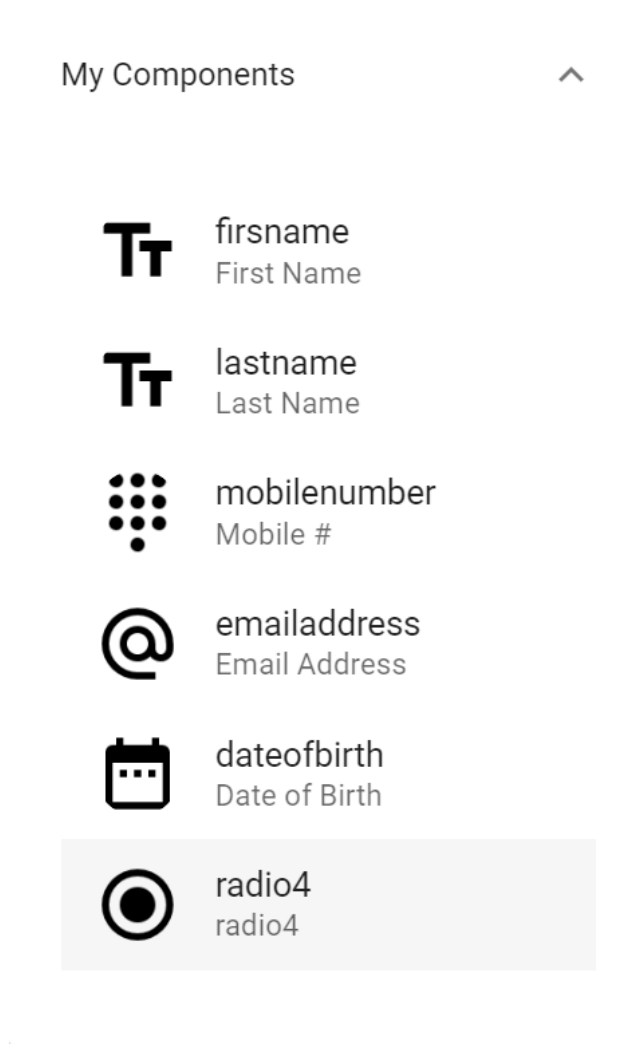 My Components
firsname
First Name
lastname
Last Name
mobilenumber
Mobile #
emailaddress
Email Address
dateofbirth
Date of Birth
radio4
radio4